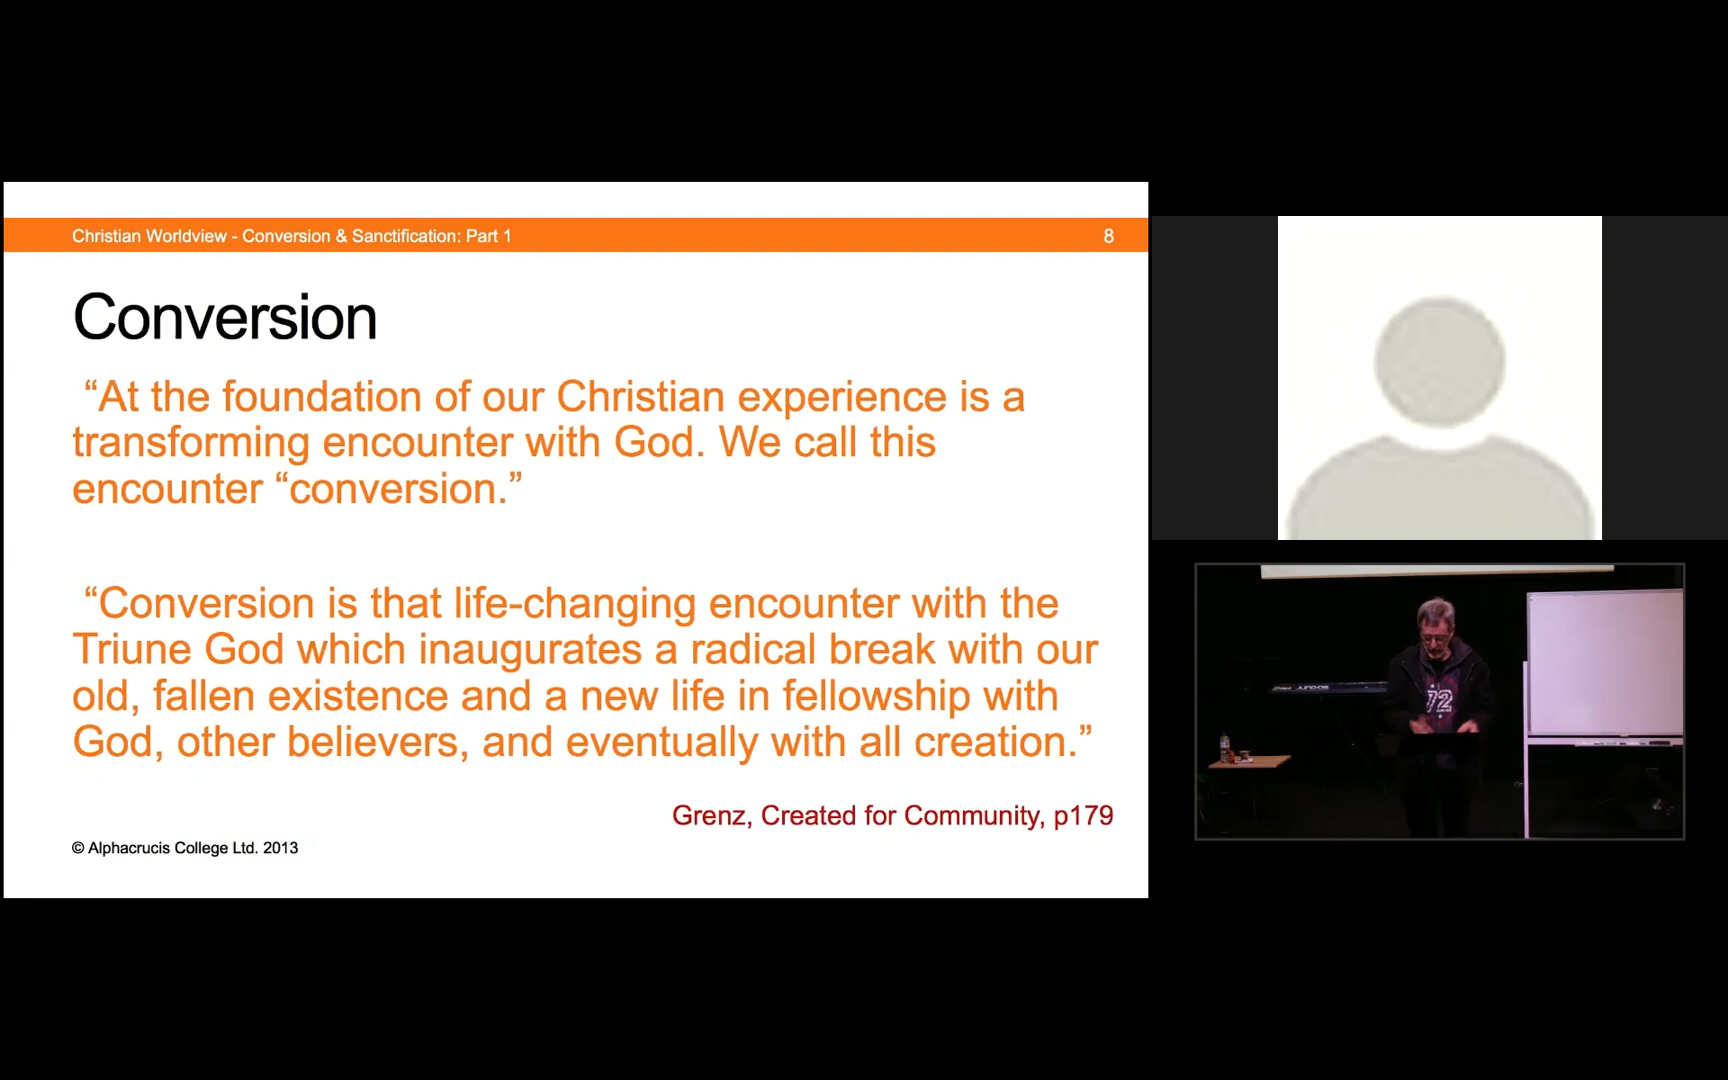 Christian Worldview - Conversion & Sanctification: Part 1
8
Conversion
“At the foundation of our Christian experience is a
transforming encounter with God. We call this
encounter “conversion.”
“Conversion is that life-changing encounter with the
Triune God which inaugurates a radical break with our
old, fallen existence and a new life in fellowship with
God, other believers, and eventually with all creation.”
Grenz, Created for Community, p179
© Alphacrucis College Ltd. 2013
72